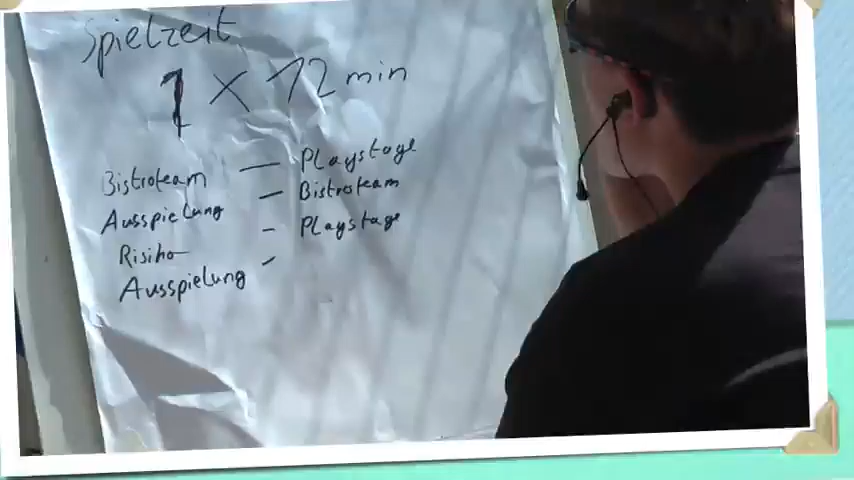 Spielzeit
1 x 12 min
Bistroteam — Playstage
Ausspielung — Bistroteam
Risiko - Playstage
Ausspielung -